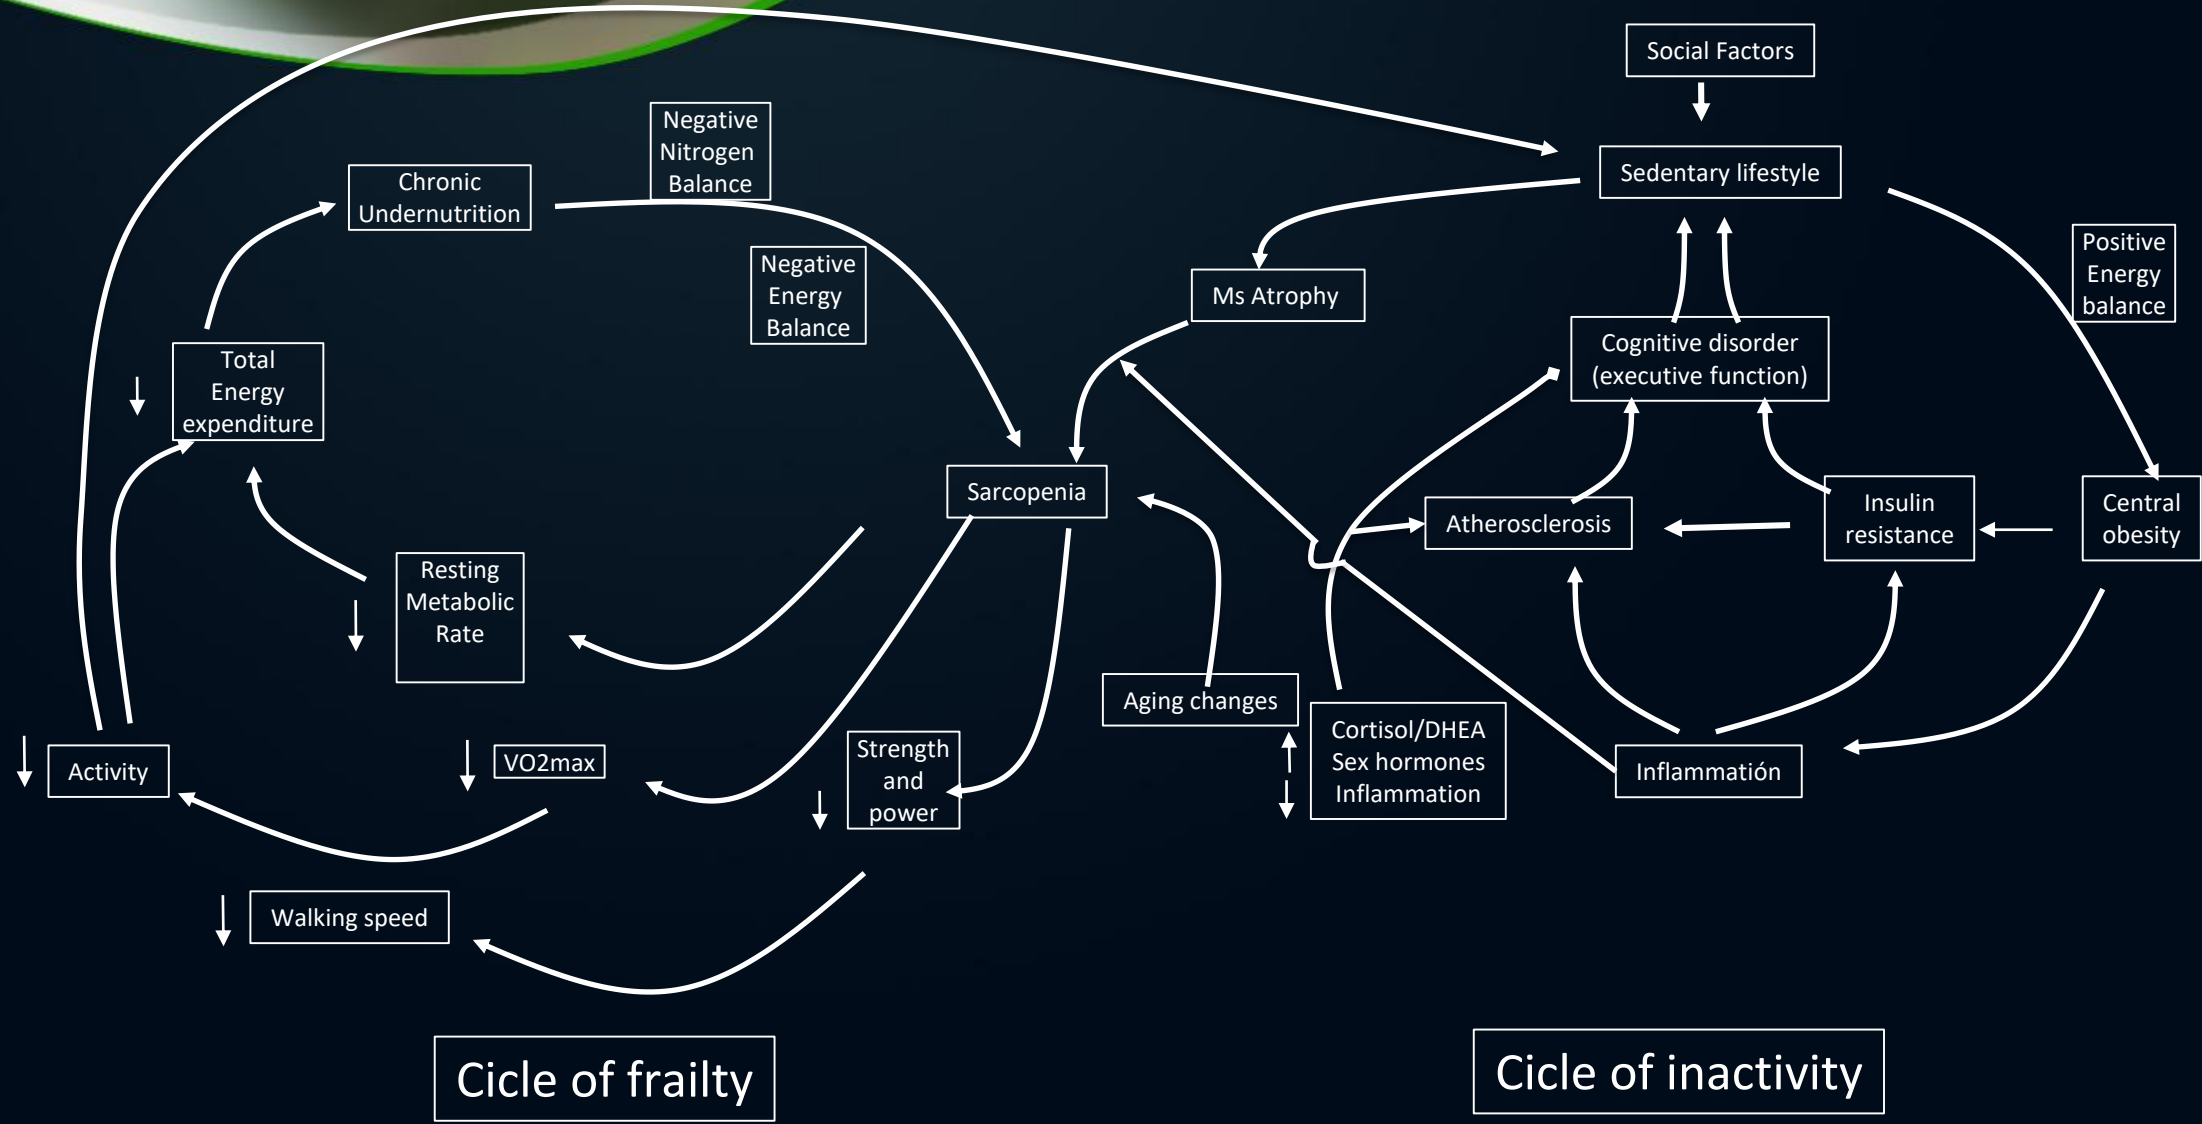 Social Factors
Negative
Nitrogen
Balance
Chronic
Undernutrition
Sedentary lifestyle
Positive
Energy
balance
Negative
Energy
Balance
Ms Atrophy
Cognitive disorder
(executive function)
Total
Energy
expenditure
Sarcopenia
Atherosclerosis
Insulin
resistance
Central
obesity
Resting
Metabolic
Rate
Aging changes
Cortisol/DHEA
Sex hormones
Inflammation
Strength
and
power
VO2max
Activity
Inflammatión
Walking speed
Cicle of frailty
Cicle of inactivity